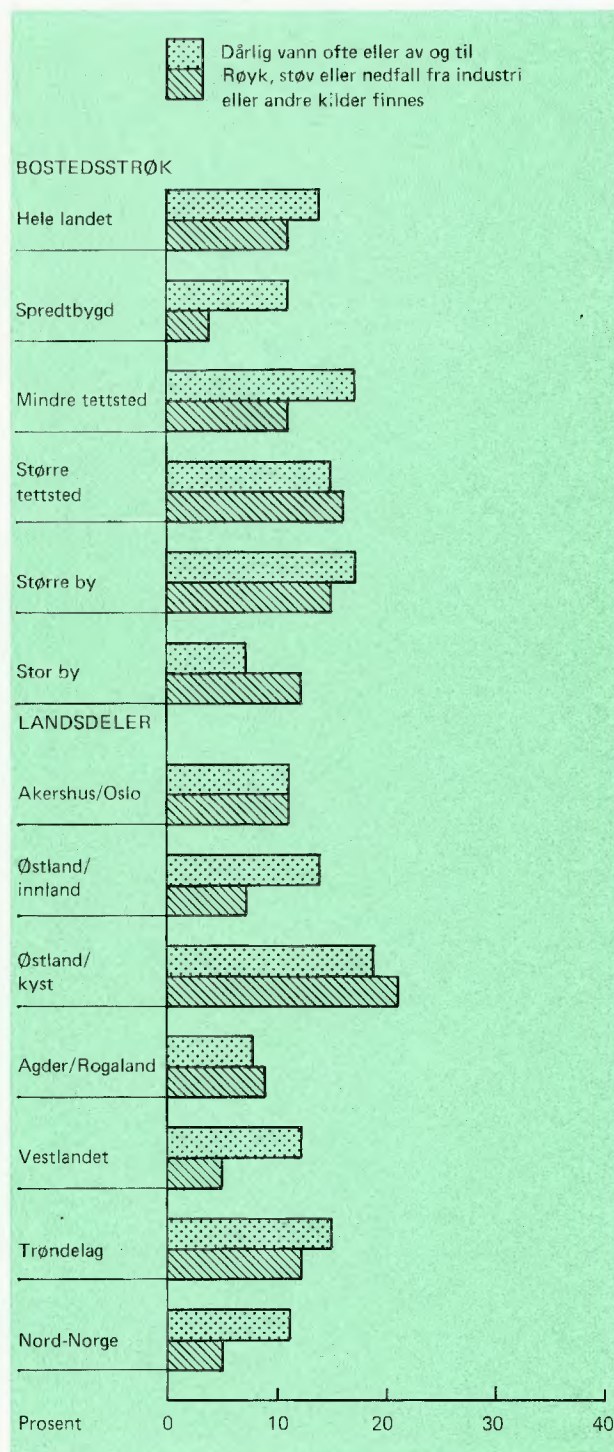 Dårlig vann ofte eller av og til
Røyk, støv eller nedfall fra industri
eller andre kilder finnes
BOSTEDSSTRØK
Hele landet
Spredtbygd
Mindre tettsted
Større
tettsted
Større by
Stor by
LANDSDELER
Akershus/Oslo
Østland/
innland
Østland/
kyst
Agder/Rogaland
Vestlandet
Trøndelag
Nord-Norge
Prosent 0 10 20 30 40